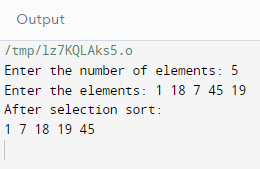 Output
/tmp/lz7KQLAks5.o
Enter the number of elements: 5
Enter the elements: 1 18 7 45 19
After selection sort:
1 7 18 19 45